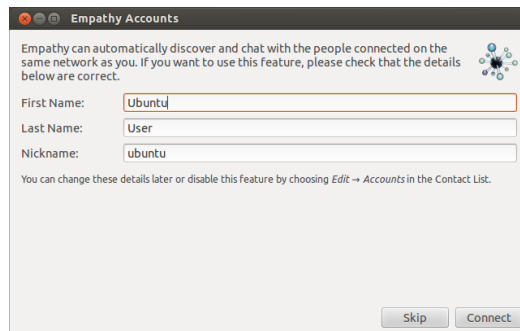 Empathy Accounts
Empathy can automatically discover and chat with the people connected on the
same network as you. If you want to use this feature, please check that the details
below are correct.
First Name: Ubuntu
Last Name: User
Nickname: ubuntu
You can change these details later or disable this feature by choosing Edit → Accounts in the Contact List.
Skip Connect